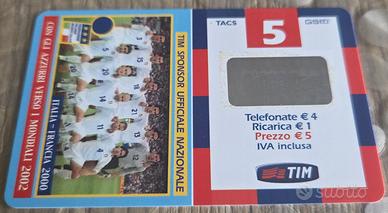 TIM SPONSOR UFFICIALE NAZIONALE
ITALIA - FRANCIA 2000
CON GLI AZZURRI VERSO I MONDIALI 2002
TACS
GSM
5
Telefonate € 4
Ricarica € 1
Prezzo € 5
IVA inclusa
TIM
subito